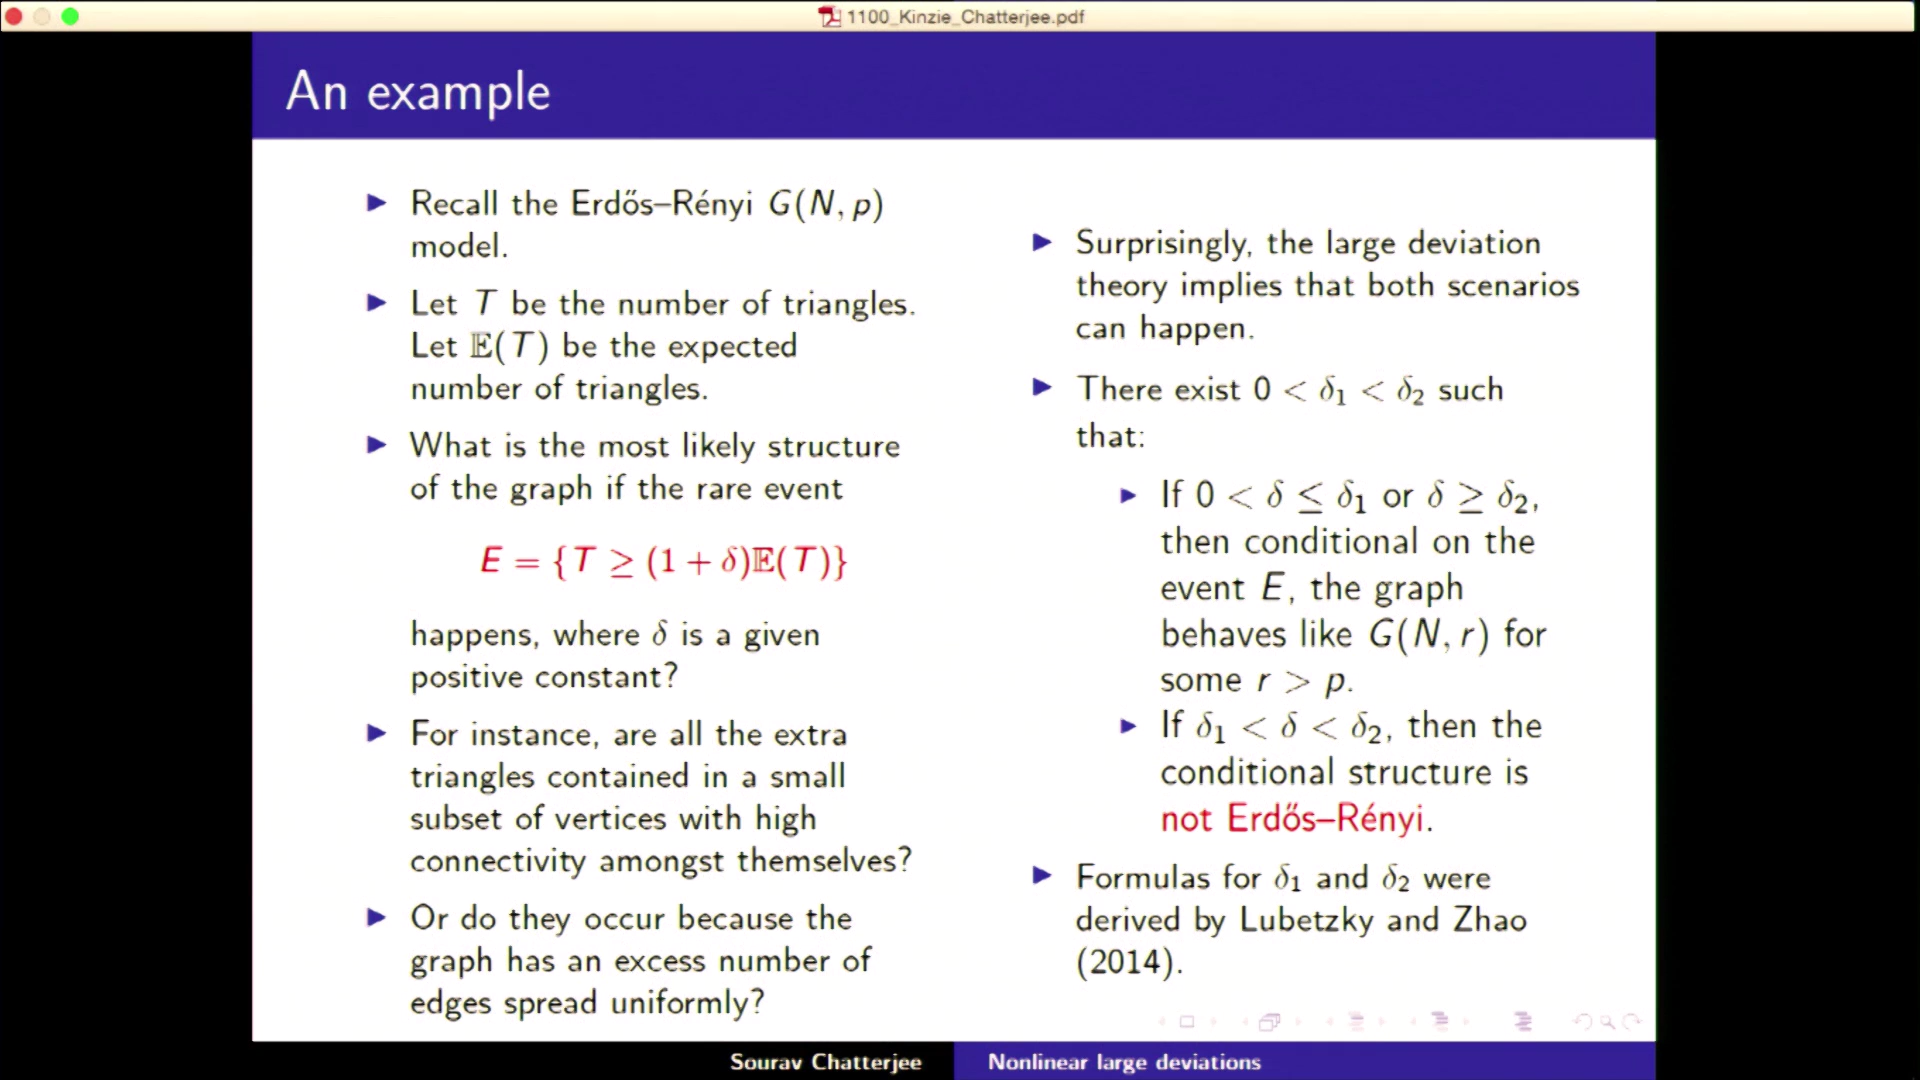 1100_Kinzie_Chatterjee.pdf
An example
▶ Recall the Erdős–Rényi G(N, p)
model.
▶ Let T be the number of triangles.
Let 𝔼(T) be the expected
number of triangles.
▶ What is the most likely structure
of the graph if the rare event
E = {T ≥ (1 + δ)𝔼(T)}
happens, where δ is a given
positive constant?
▶ For instance, are all the extra
triangles contained in a small
subset of vertices with high
connectivity amongst themselves?
▶ Or do they occur because the
graph has an excess number of
edges spread uniformly?
▶ Surprisingly, the large deviation
theory implies that both scenarios
can happen.
▶ There exist 0 < δ₁ < δ₂ such
that:
▶ If 0 < δ ≤ δ₁ or δ ≥ δ₂,
then conditional on the
event E, the graph
behaves like G(N, r) for
some r > p.
▶ If δ₁ < δ < δ₂, then the
conditional structure is
not Erdős–Rényi.
▶ Formulas for δ₁ and δ₂ were
derived by Lubetzky and Zhao
(2014).
Sourav Chatterjee
Nonlinear large deviations